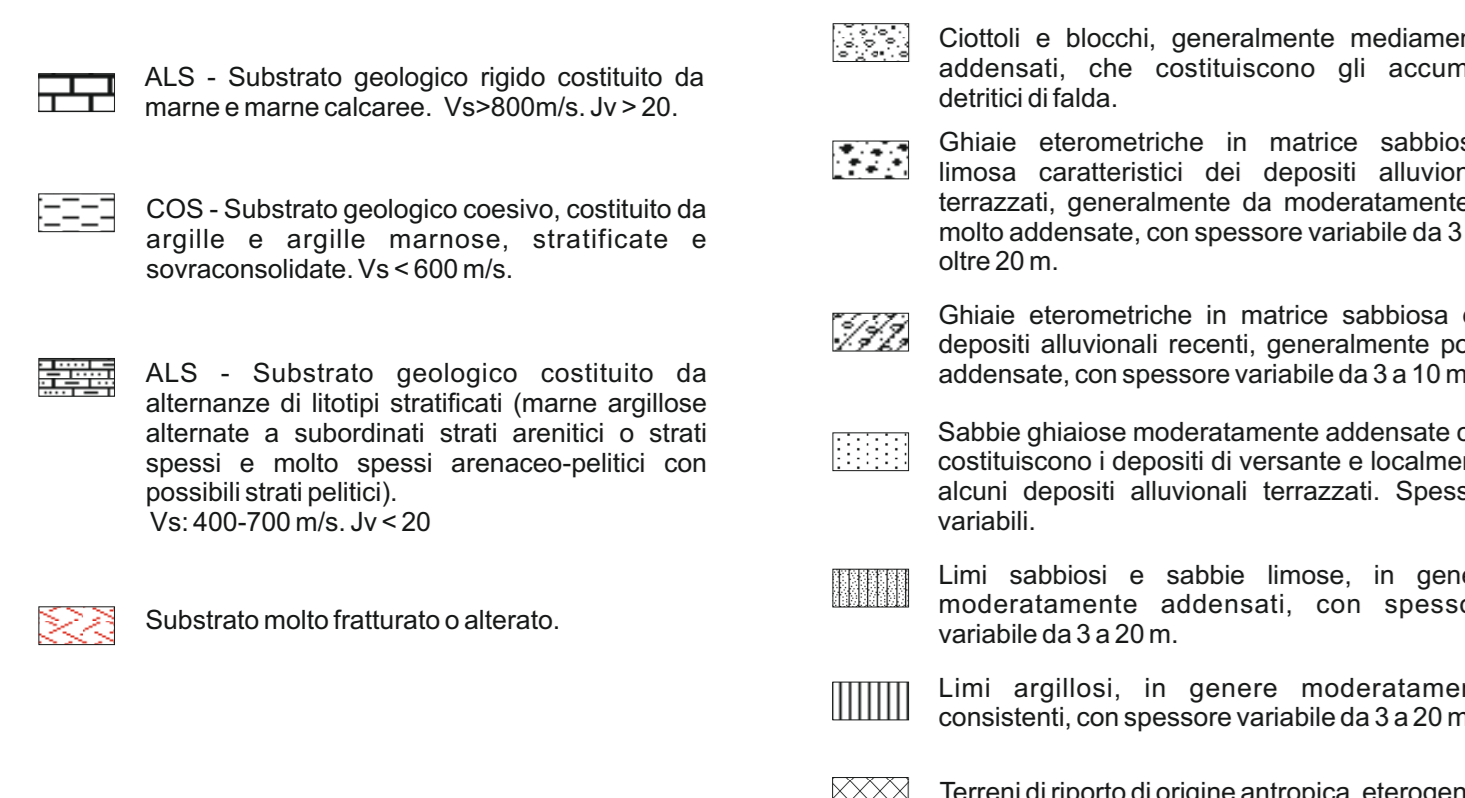 ALS - Substrato geologico rigido costituito da
marne e marne calcaree. Vs>800m/s. Jv > 20.
COS - Substrato geologico coesivo, costituito da
argille e argille marnose, stratificate e
sovraconsolidate. Vs < 600 m/s.
ALS - Substrato geologico costituito da
alternanze di litotipi stratificati (marne argillose
alternate a subordinati strati arenitici o strati
spessi e molto spessi arenaceo-pelitici con
possibili strati pelitici).
Vs: 400-700 m/s. Jv < 20
Substrato molto fratturato o alterato.
Ciottoli e blocchi, generalmente
addensati, che costituiscono gli
detritici di falda.
Ghiaie eterometriche in matrice
limosa caratteristici dei depositi
terrazzati, generalmente da moderatamente
molto addensate, con spessore variabile da 3
oltre 20 m.
Ghiaie eterometriche in matrice sabbiosa
depositi alluvionali recenti, generalmente
addensate, con spessore variabile da 3 a 10 m
Sabbie ghiaiose moderatamente addensate
costituiscono i depositi di versante e
alcuni depositi alluvionali terrazzati.
variabili.
Limi sabbiosi e sabbie limose, in
moderatamente addensati, con
variabile da 3 a 20 m.
Limi argillosi, in genere
consistenti, con spessore variabile da 3 a 20 m
Terreni di riporto di origine antropica,